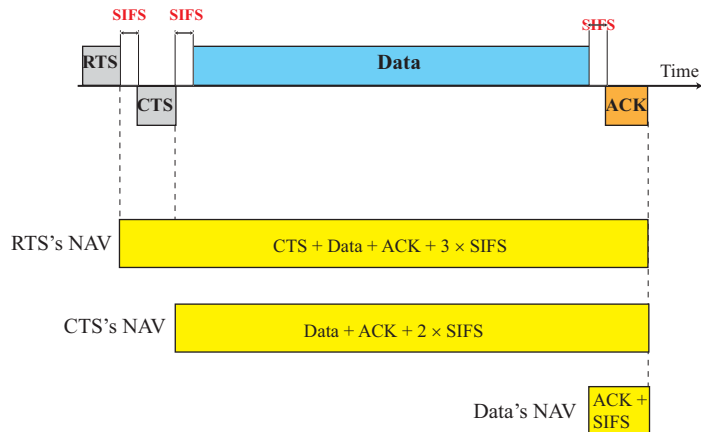 SIFS SIFS SIFS
RTS Data Time
CTS ACK
RTS's NAV CTS + Data + ACK + 3 × SIFS
CTS's NAV Data + ACK + 2 × SIFS
Data's NAV ACK +
SIFS